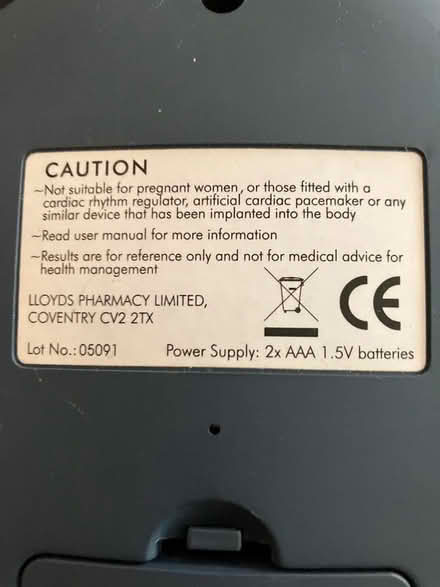 CAUTION
~Not suitable for pregnant women, or those fitted with a
cardiac rhythm regulator, artificial cardiac pacemaker or any
similar device that has been implanted into the body
~Read user manual for more information
~Results are for reference only and not for medical advice for
health management
LLOYDS PHARMACY LIMITED,
COVENTRY CV2 2TX
CE
Lot No.: 05091 Power Supply: 2x AAA 1.5V batteries